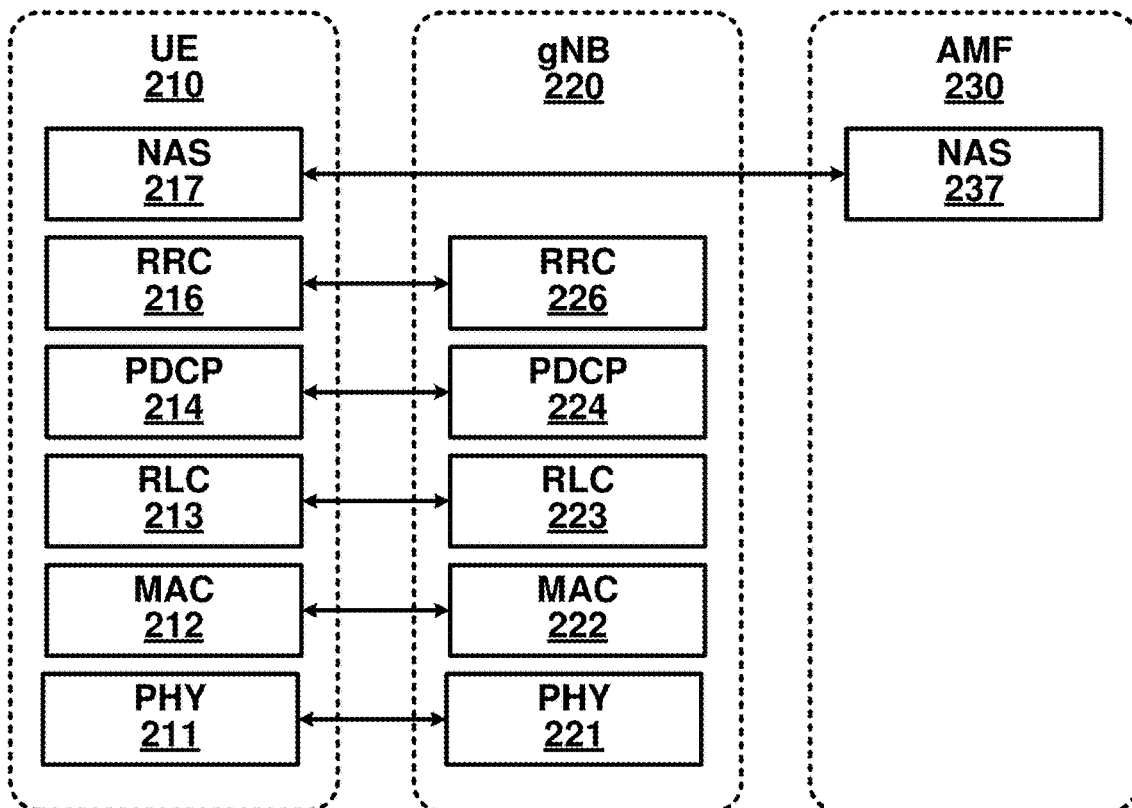 UE
210
gNB
220
AMF
230
NAS
217
NAS
237
RRC
216
RRC
226
PDCP
214
PDCP
224
RLC
213
RLC
223
MAC
212
MAC
222
PHY
211
PHY
221